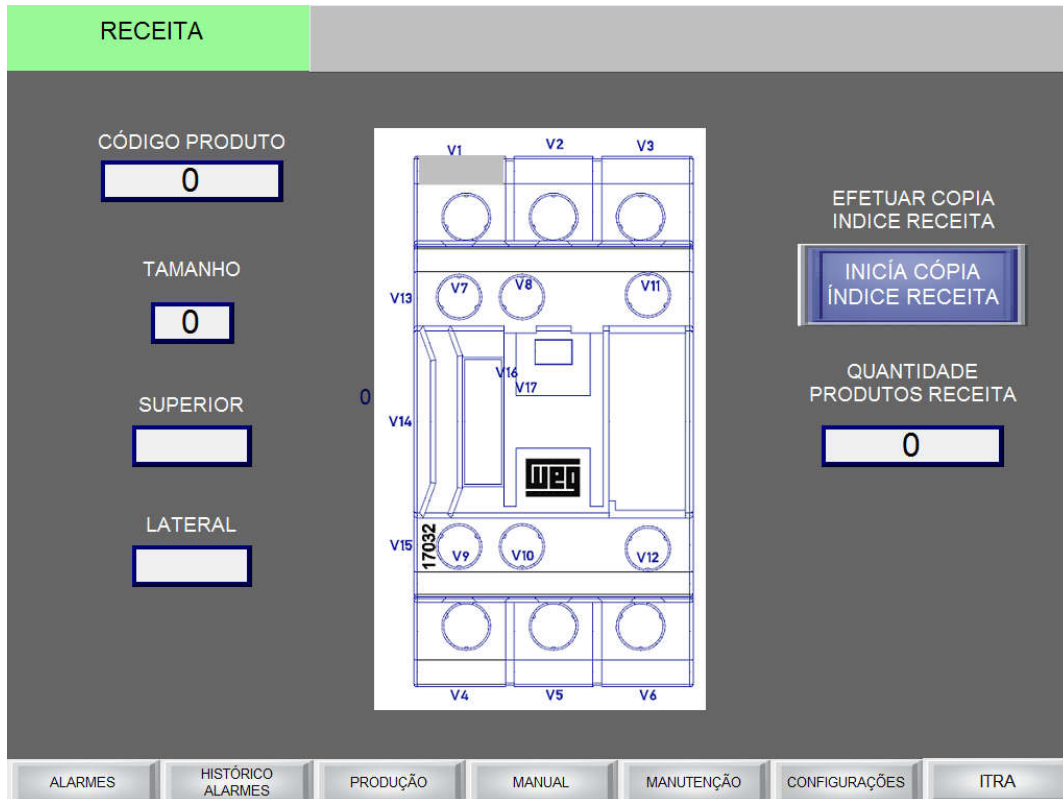 RECEITA
CÓDIGO PRODUTO
0
TAMANHO
0
SUPERIOR
LATERAL
0
V1 V2 V3
V13 V7 V8 V11
V16
V17
V14
weg
17032
V15 V9 V10 V12
V4 V5 V6
EFETUAR COPIA
INDICE RECEITA
INICÍA CÓPIA
ÍNDICE RECEITA
QUANTIDADE
PRODUTOS RECEITA
0
ALARMES
HISTÓRICO
ALARMES
PRODUÇÃO
MANUAL
MANUTENÇÃO
CONFIGURAÇÕES
ITRA